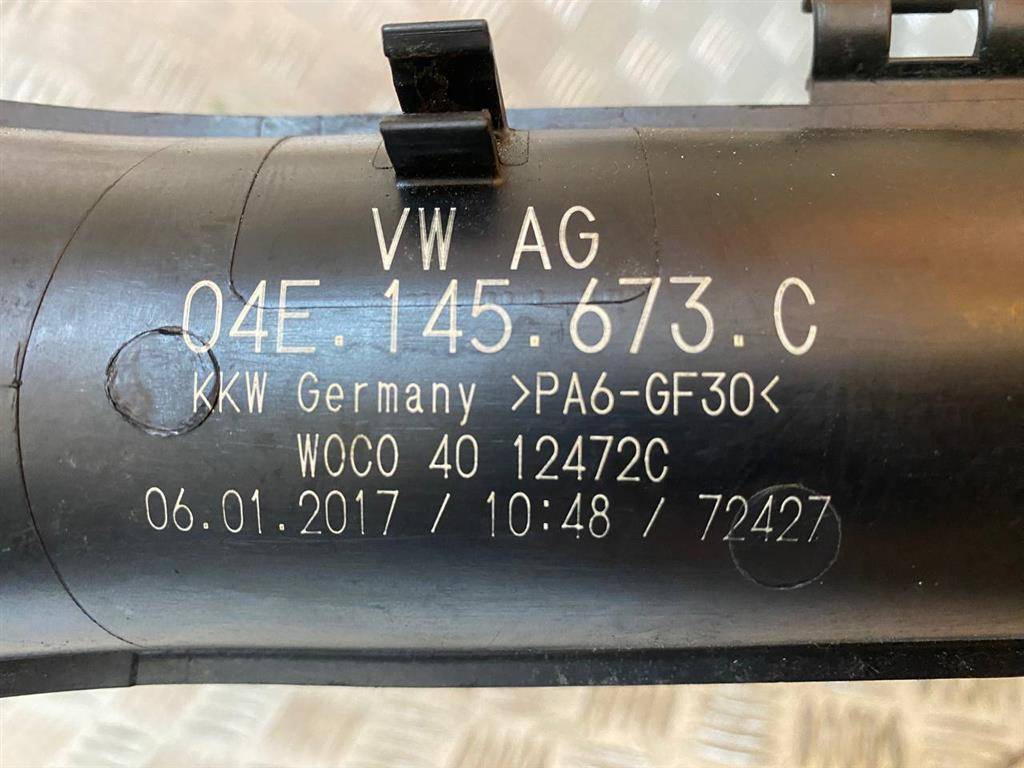 VW AG
04E.145.673.C
KKW Germany >PA6-GF30<
WOCO 40 12472C
06.01.2017 / 10:48 / 72427